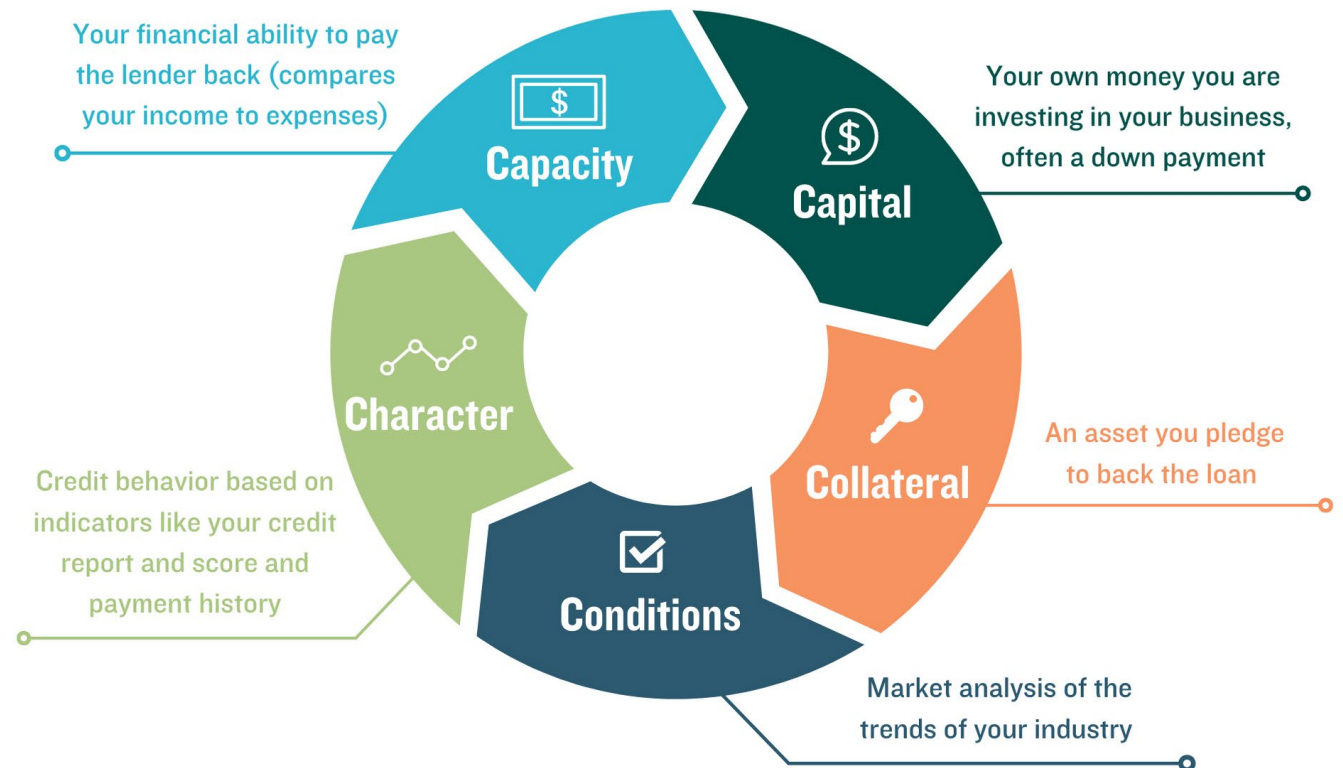 Your financial ability to pay
the lender back (compares
your income to expenses)
$
Capacity
Your own money you are
investing in your business,
often a down payment
$
Capital
An asset you pledge
to back the loan
Collateral
Market analysis of the
trends of your industry
Conditions
Credit behavior based on
indicators like your credit
report and score and
payment history
Character